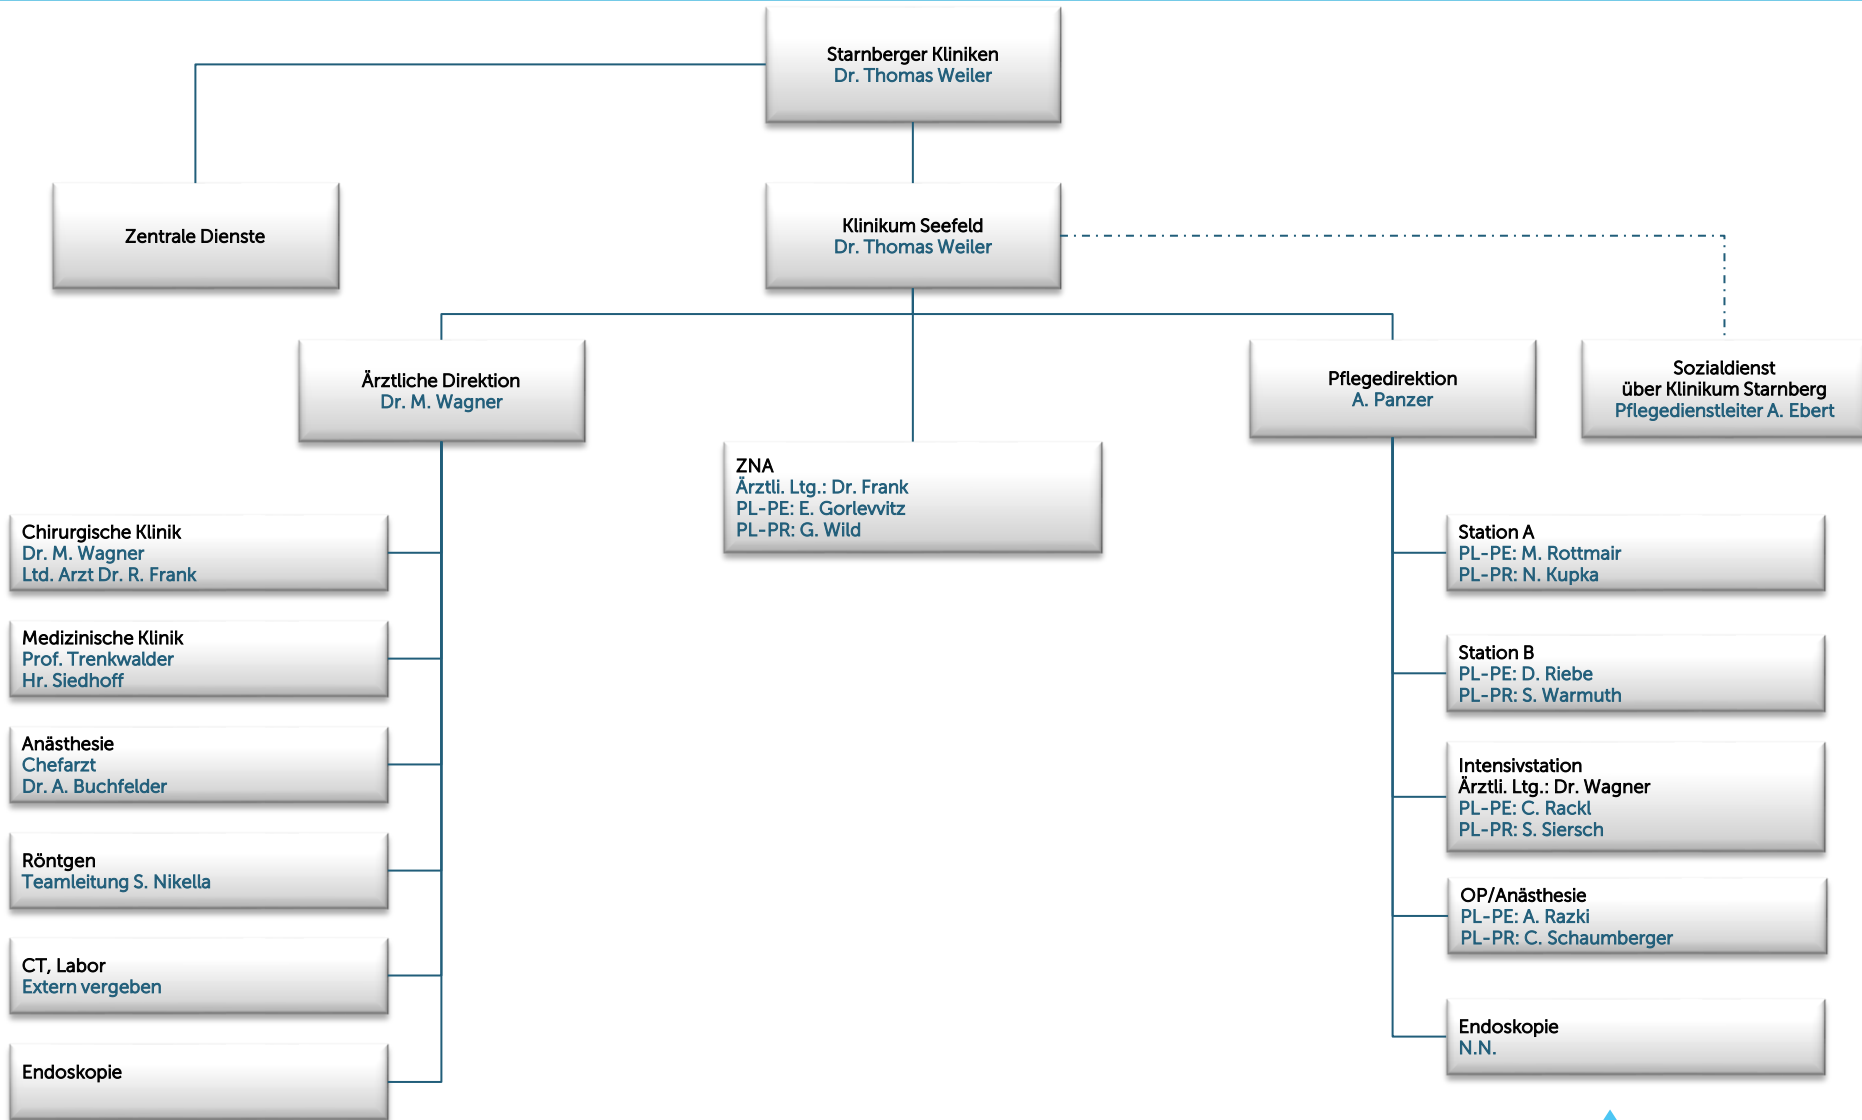 Starnberger Kliniken
Dr. Thomas Weiler
Zentrale Dienste
Klinikum Seefeld
Dr. Thomas Weiler
Ärztliche Direktion
Dr. M. Wagner
Pflegedirektion
A. Panzer
Sozialdienst
über Klinikum Starnberg
Pflegedienstleiter A. Ebert
ZNA
Ärztli. Ltg.: Dr. Frank
PL-PE: E. Gorlevvitz
PL-PR: G. Wild
Chirurgische Klinik
Dr. M. Wagner
Ltd. Arzt Dr. R. Frank
Medizinische Klinik
Prof. Trenkwalder
Hr. Siedhoff
Anästhesie
Chefarzt
Dr. A. Buchfelder
Röntgen
Teamleitung S. Nikella
CT, Labor
Extern vergeben
Endoskopie
Station A
PL-PE: M. Rottmair
PL-PR: N. Kupka
Station B
PL-PE: D. Riebe
PL-PR: S. Warmuth
Intensivstation
Ärztli. Ltg.: Dr. Wagner
PL-PE: C. Rackl
PL-PR: S. Siersch
OP/Anästhesie
PL-PE: A. Razki
PL-PR: C. Schaumberger
Endoskopie
N.N.